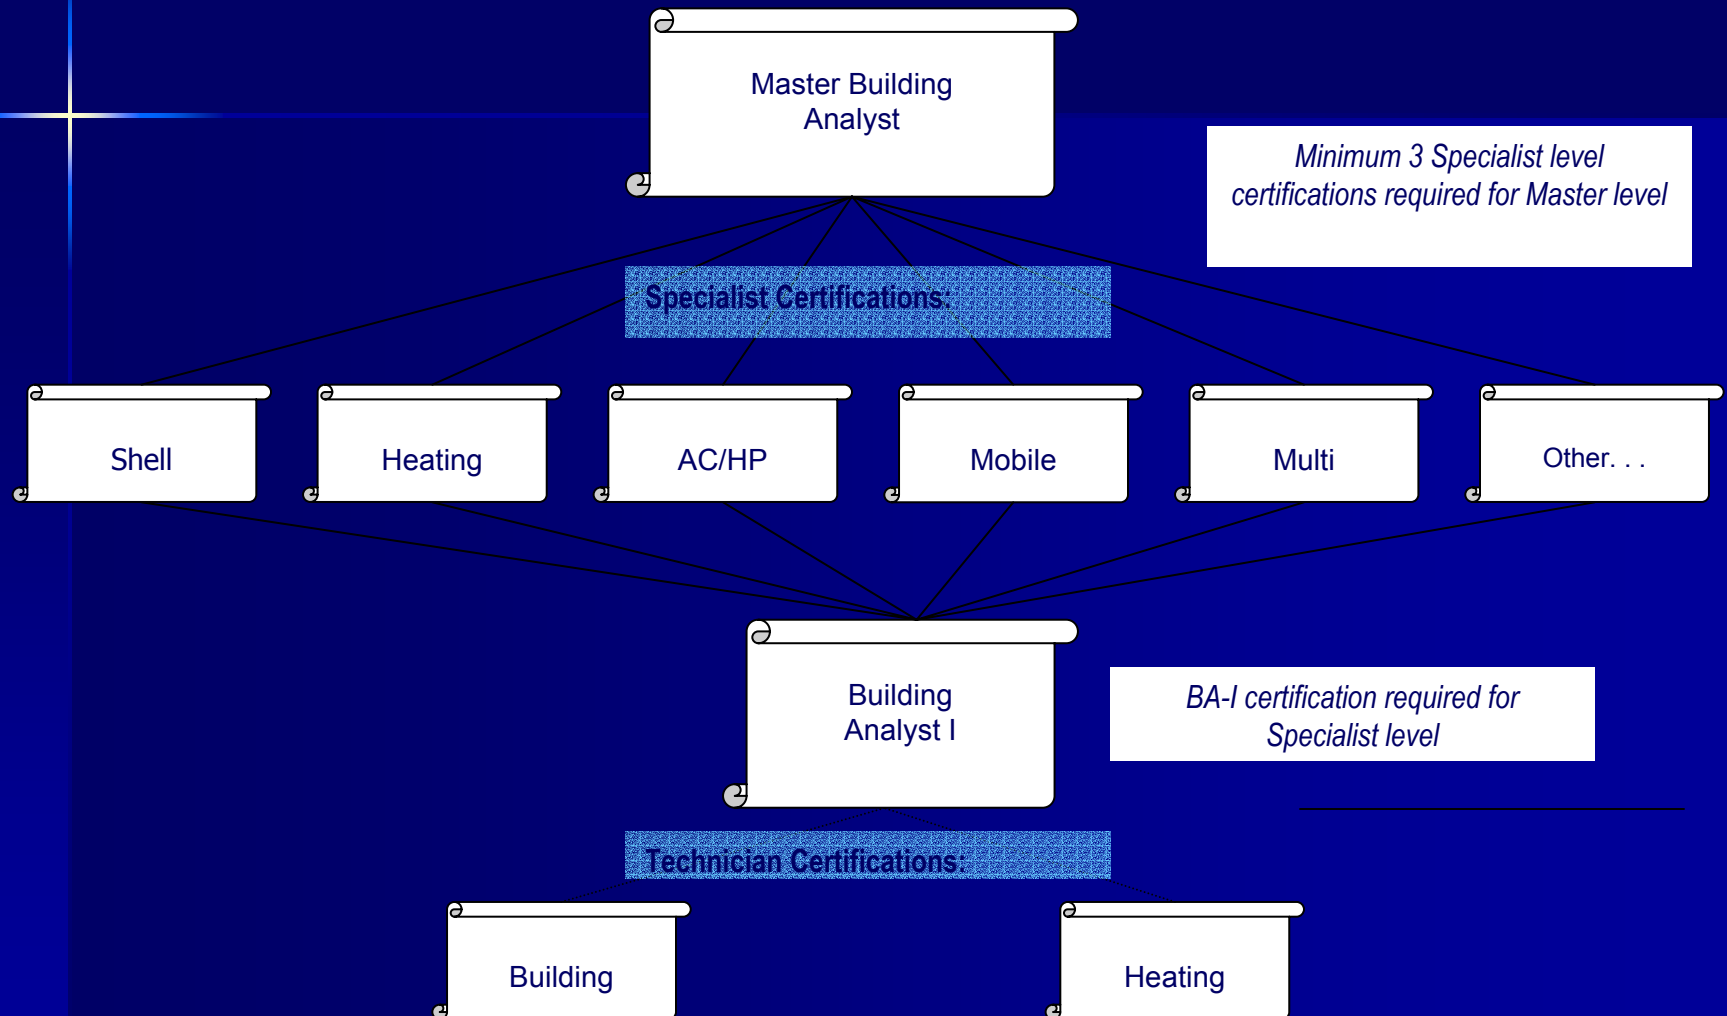 Master Building
Analyst
Minimum 3 Specialist level
certifications required for Master level
Specialist Certifications:
Shell
Heating
AC/HP
Mobile
Multi
Other. . .
Building
Analyst I
BA-I certification required for
Specialist level
Technician Certifications:
Building
Heating